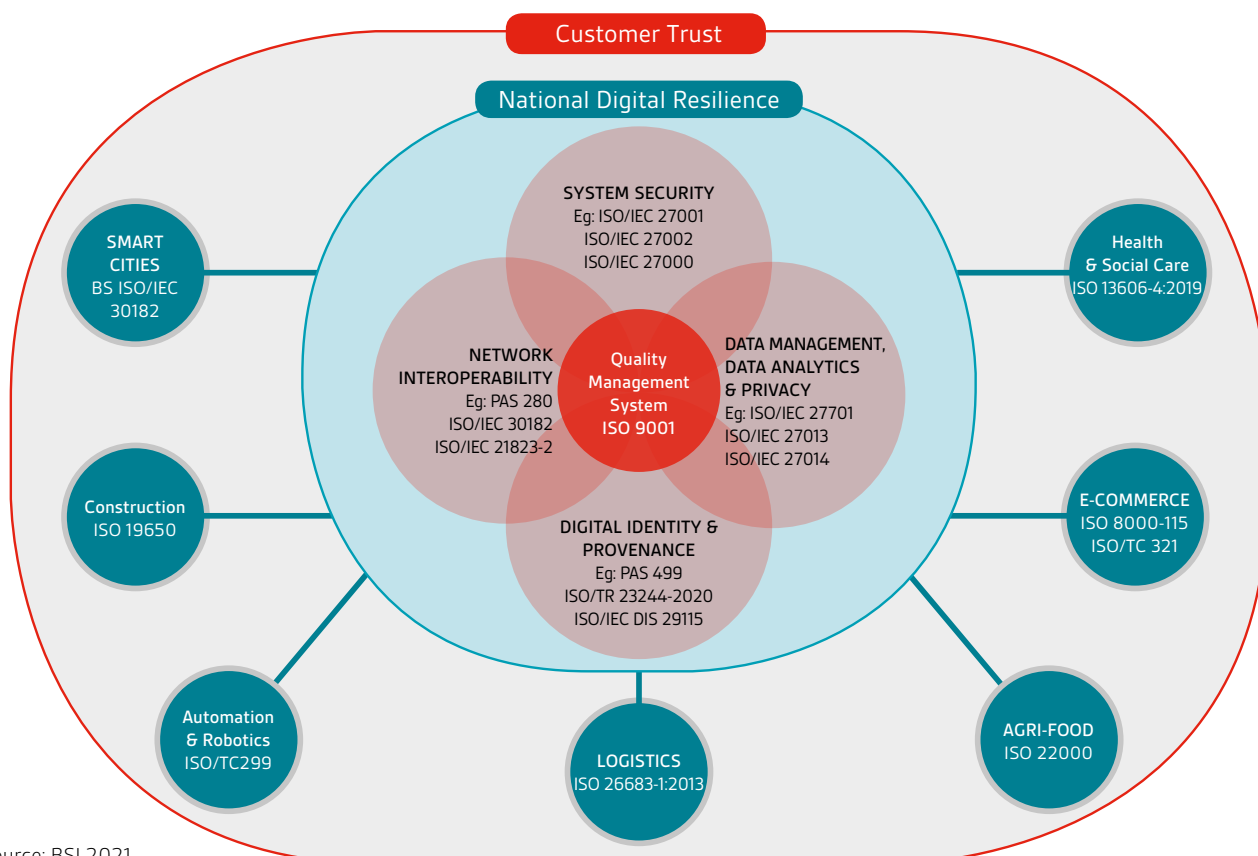 Customer Trust
National Digital Resilience
SYSTEM SECURITY
Eg: ISO/IEC 27001
ISO/IEC 27002
ISO/IEC 27000
SMART
CITIES
BS ISO/IEC
30182
Health
& Social Care
ISO 13606-4:2019
NETWORK
INTEROPERABILITY
Eg: PAS 280
ISO/IEC 30182
ISO/IEC 21823-2
Quality
Management
System
ISO 9001
DATA MANAGEMENT,
DATA ANALYTICS
& PRIVACY
Eg: ISO/IEC 27701
ISO/IEC 27013
ISO/IEC 27014
Construction
ISO 19650
DIGITAL IDENTITY &
PROVENANCE
Eg: PAS 499
ISO/TR 23244-2020
ISO/IEC DIS 29115
E-COMMERCE
ISO 8000-115
ISO/TC 321
Automation
& Robotics
ISO/TC299
LOGISTICS
ISO 26683-1:2013
AGRI-FOOD
ISO 22000
BSI 2021